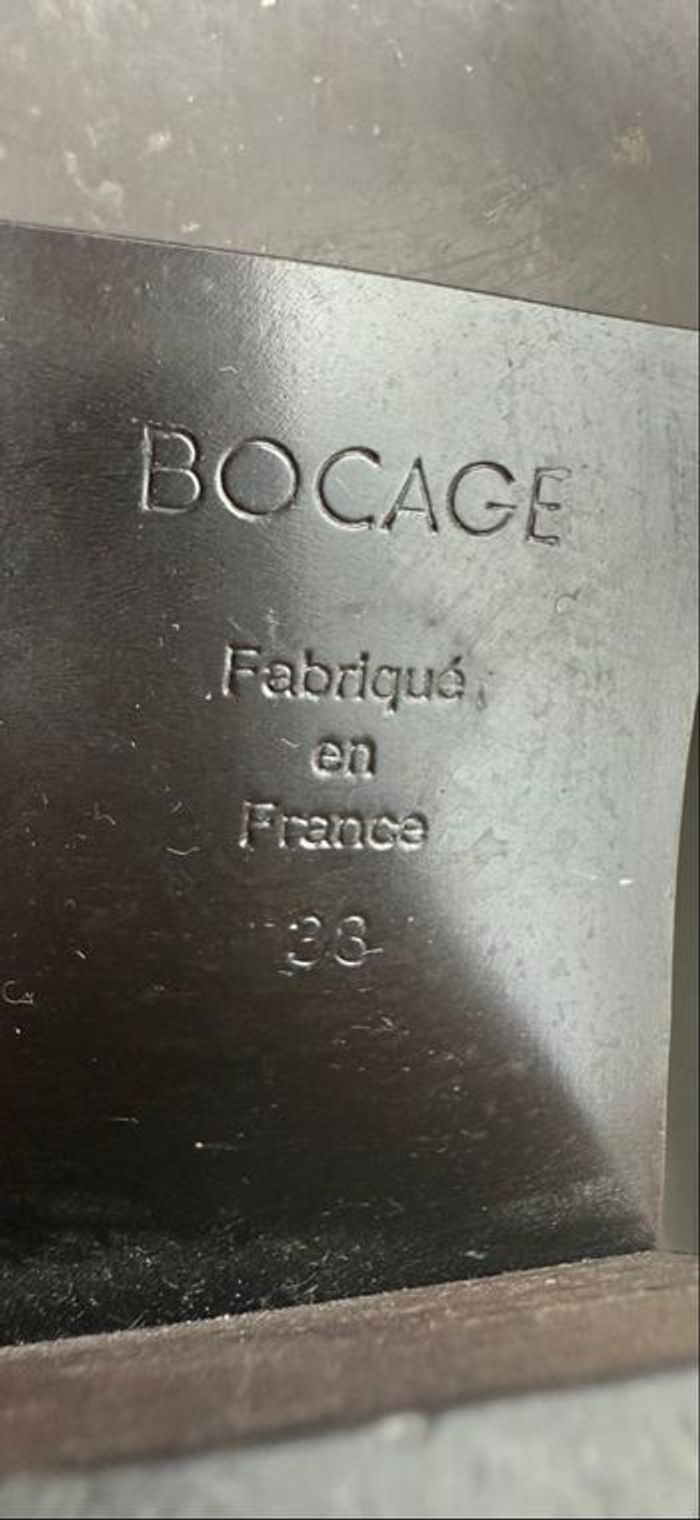 BOCAGE
Fabriqué
en
France
38